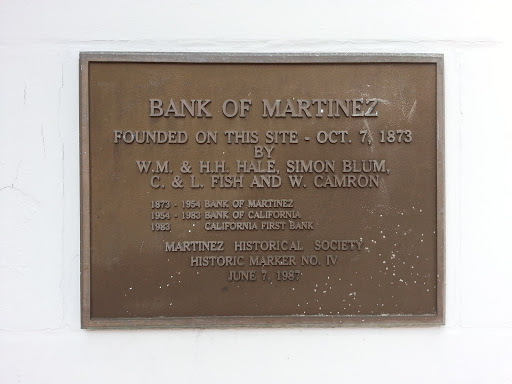 BANK OF MARTINEZ
FOUNDED ON THIS SITE - OCT. 7, 1873
BY
W.M. & H.H. HALE, SIMON BLUM,
C. & L. FISH AND W. CAMRON
1873 - 1954 BANK OF MARTINEZ
1954 - 1983 BANK OF CALIFORNIA
1983 CALIFORNIA FIRST BANK
MARTINEZ HISTORICAL SOCIETY
HISTORIC MARKER NO. IV
JUNE 7, 1987